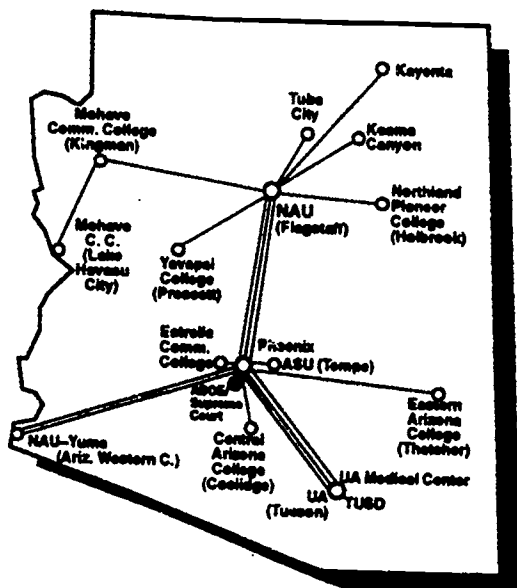 Kayenta
Tuba
City
Keams
Canyon
Mohave
Comm. College
(Kingman)
NAU
(Flagstaff)
Northland
Pioneer
College
(Holbrook)
Mohave
C. C.
(Lake
Havasu
City)
Yavapai
College
(Prescott)
Estrella
Comm.
College
Phoenix
ASU (Tempe)
ADOE/
Supreme
Court
Eastern
Arizona
College
(Thatcher)
NAU–Yuma
(Ariz. Western C.)
Central
Arizona
College
(Coolidge)
UA Medical Center
UA
(Tucson)
TUSD